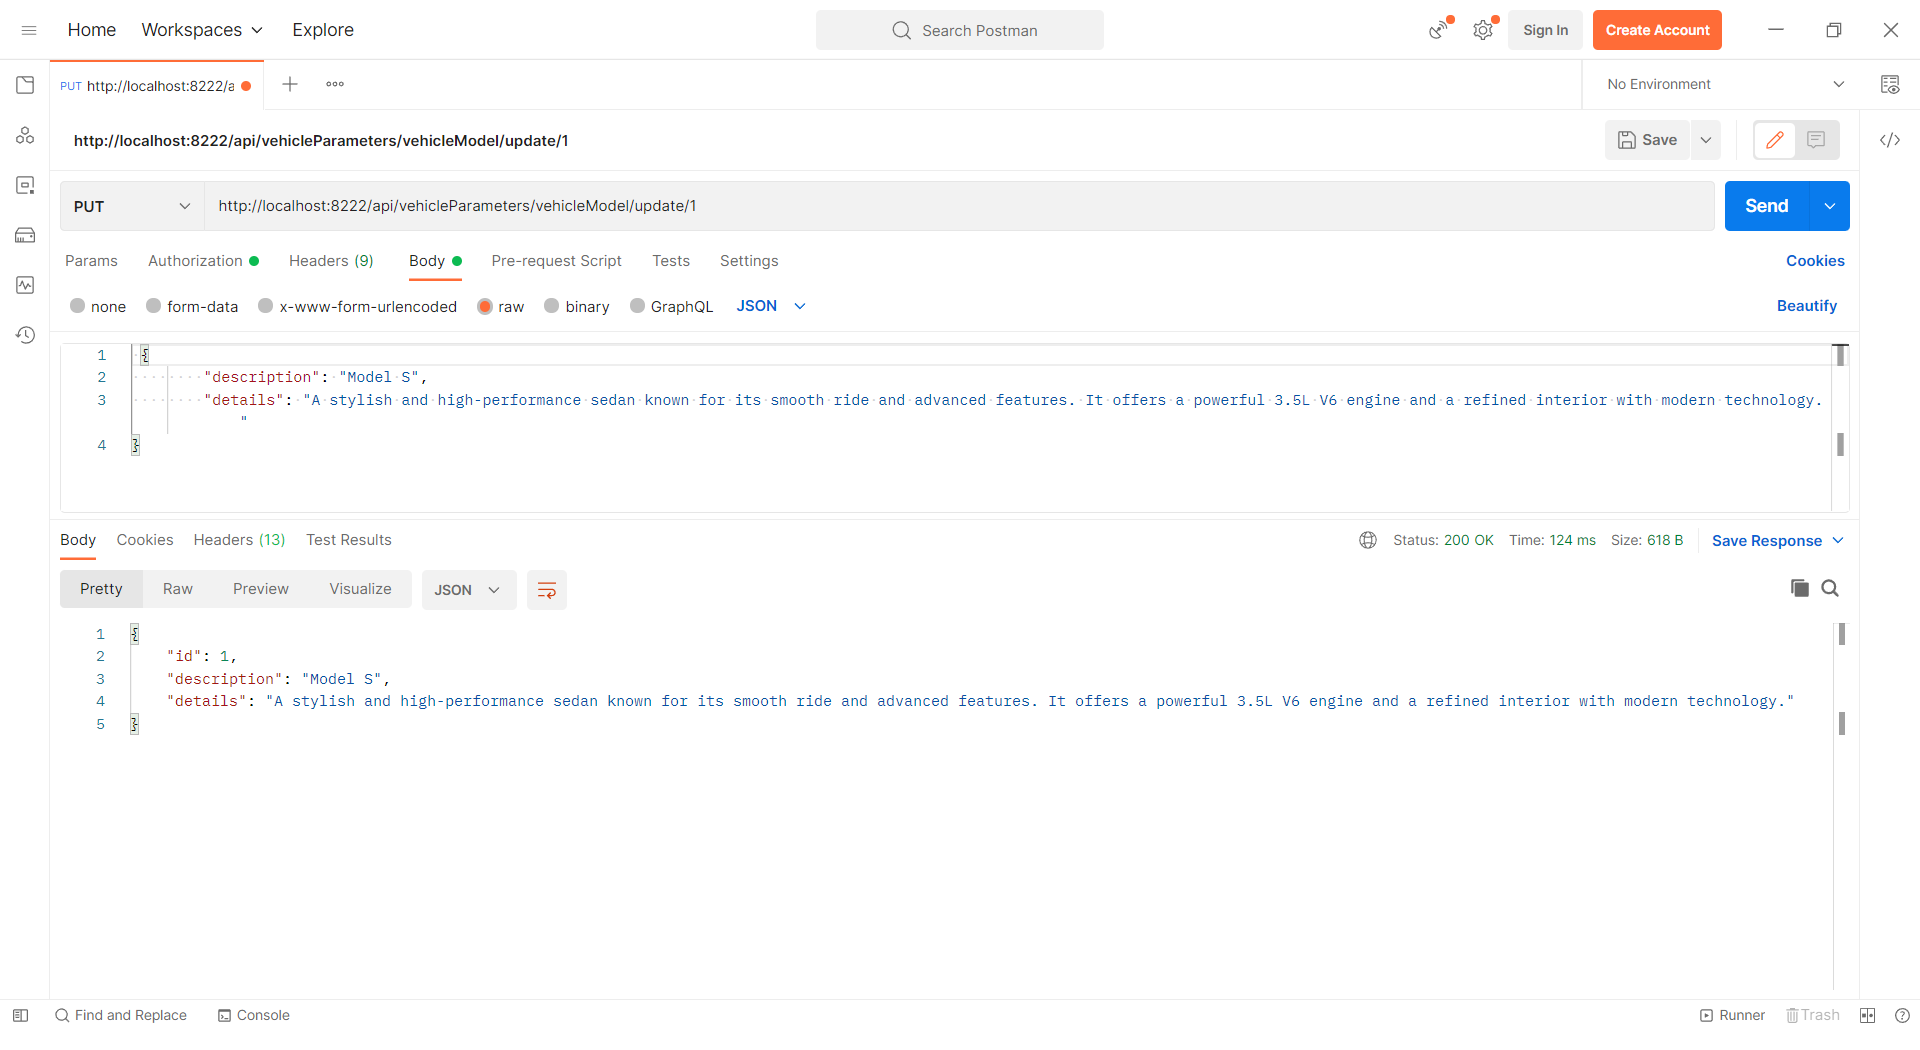 Home Workspaces Explore Search Postman Sign In Create Account
PUT http://localhost:8222/a No Environment
http://localhost:8222/api/vehicleParameters/vehicleModel/update/1 Save
PUT http://localhost:8222/api/vehicleParameters/vehicleModel/update/1 Send
Params Authorization Headers (9) Body Pre-request Script Tests Settings Cookies
none form-data x-www-form-urlencoded raw binary GraphQL JSON Beautify
1 {
2 "description": "Model S",
3 "details": "A stylish and high-performance sedan known for its smooth ride and advanced features. It offers a powerful 3.5L V6 engine and a refined interior with modern technology.
"
4 }
Body Cookies Headers (13) Test Results Status: 200 OK Time: 124 ms Size: 618 B Save Response
Pretty Raw Preview Visualize JSON
1 {
2 "id": 1,
3 "description": "Model S",
4 "details": "A stylish and high-performance sedan known for its smooth ride and advanced features. It offers a powerful 3.5L V6 engine and a refined interior with modern technology."
5 }
Find and Replace Console Runner Trash